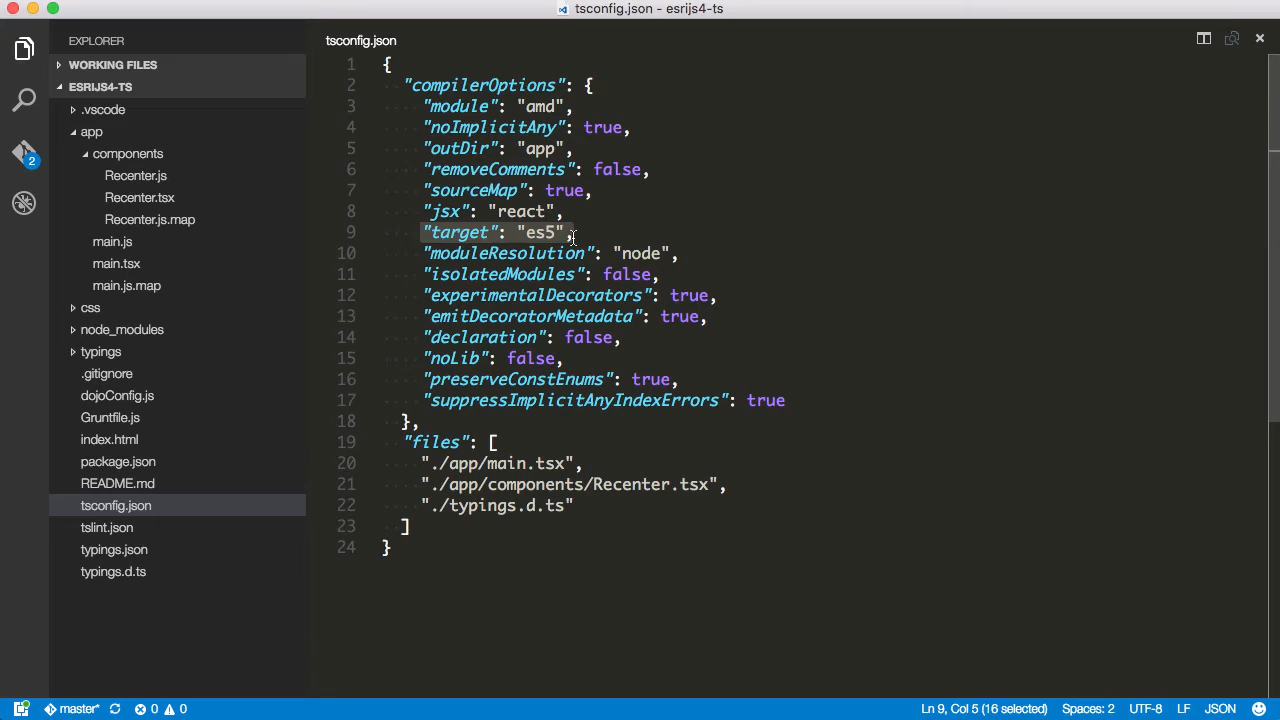 tsconfig.json - esrijs4-ts
EXPLORER
WORKING FILES
ESRIJS4-TS
.vscode
app
components
Recenter.js
Recenter.tsx
Recenter.js.map
main.js
main.tsx
main.js.map
css
node_modules
typings
.gitignore
dojoConfig.js
Gruntfile.js
index.html
package.json
README.md
tsconfig.json
tslint.json
typings.json
typings.d.ts
2
tsconfig.json
1 {
2 "compilerOptions": {
3 "module": "amd",
4 "noImplicitAny": true,
5 "outDir": "app",
6 "removeComments": false,
7 "sourceMap": true,
8 "jsx": "react",
9 "target": "es5",
10 "moduleResolution": "node",
11 "isolatedModules": false,
12 "experimentalDecorators": true,
13 "emitDecoratorMetadata": true,
14 "declaration": false,
15 "noLib": false,
16 "preserveConstEnums": true,
17 "suppressImplicitAnyIndexErrors": true
18 },
19 "files": [
20 "./app/main.tsx",
21 "./app/components/Recenter.tsx",
22 "./typings.d.ts"
23 ]
24 }
master* 0 0 Ln 9, Col 5 (16 selected) Spaces: 2 UTF-8 LF JSON